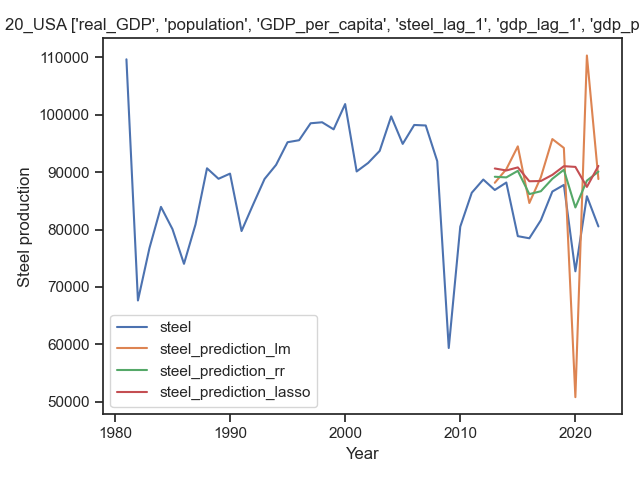 20_USA ['real_GDP', 'population', 'GDP_per_capita', 'steel_lag_1', 'gdp_lag_1', 'gdp_p
110000
100000
90000
80000
70000
60000
50000
Steel production
steel
steel_prediction_lm
steel_prediction_rr
steel_prediction_lasso
1980
1990
2000
2010
2020
Year